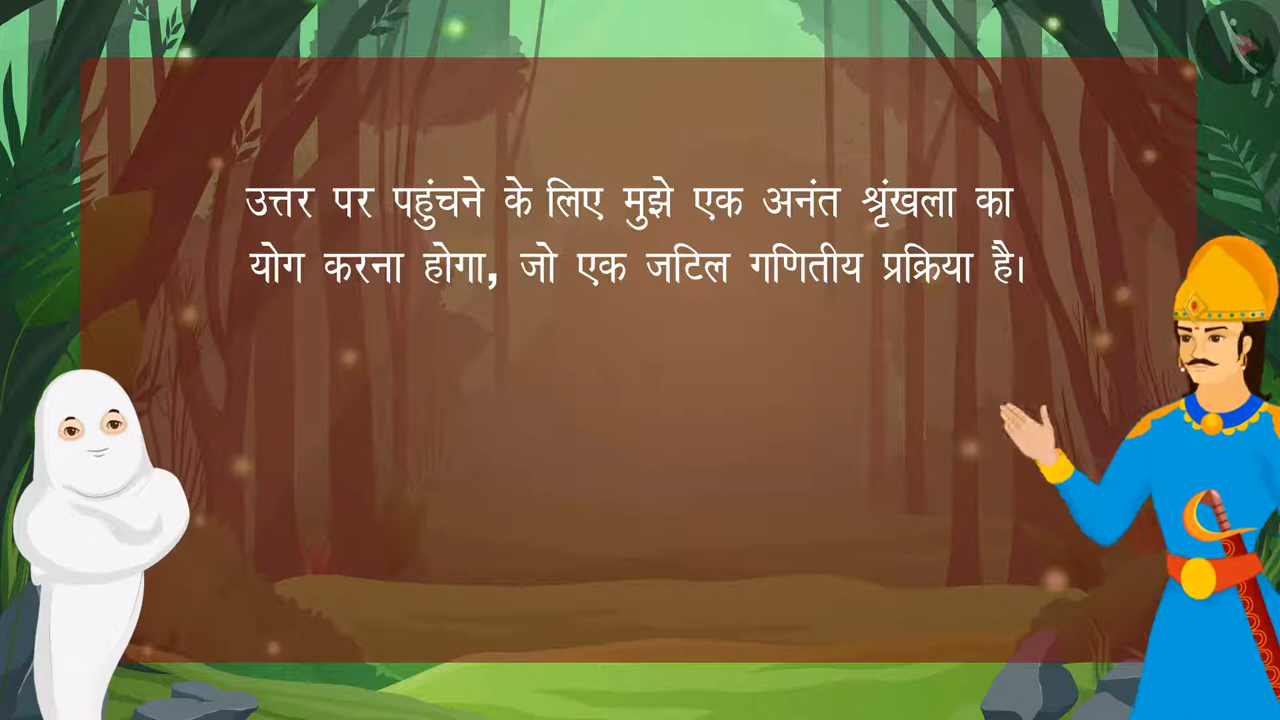 उत्तर पर पहुंचने के लिए मुझे एक अनंत श्रृंखला का
योग करना होगा, जो एक जटिल गणितीय प्रक्रिया है।